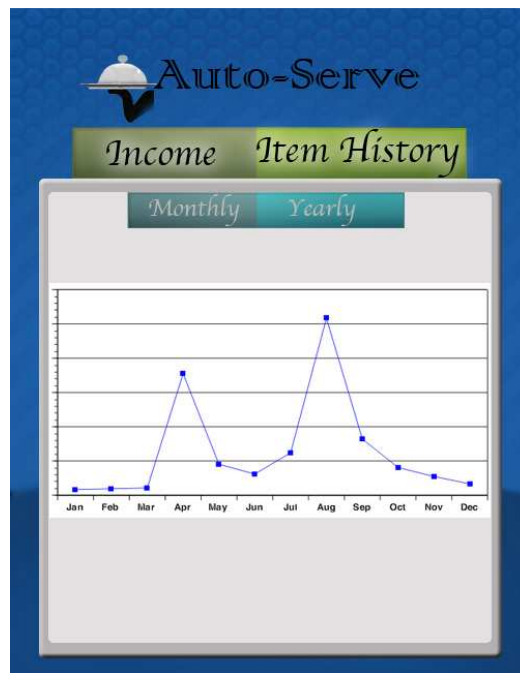 Auto-Serve
Income Item History
Monthly Yearly
Jan Feb Mar Apr May Jun Jul Aug Sep Oct Nov Dec